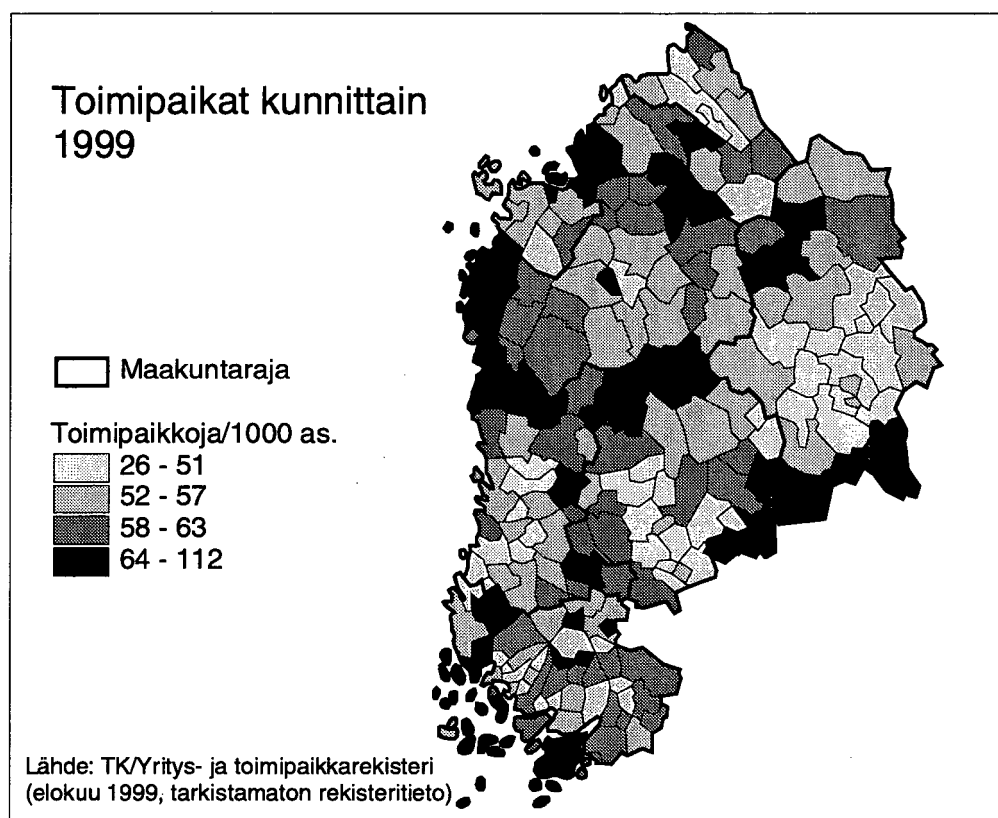 Toimipaikat kunnittain
1999
Maakuntaraja
Toimipaikkoja/1000 as.
26 - 51
52 - 57
58 - 63
64 - 112
Lähde: TK/Yritys- ja toimipaikkarekisteri
(elokuu 1999, tarkistamaton rekisteritieto)